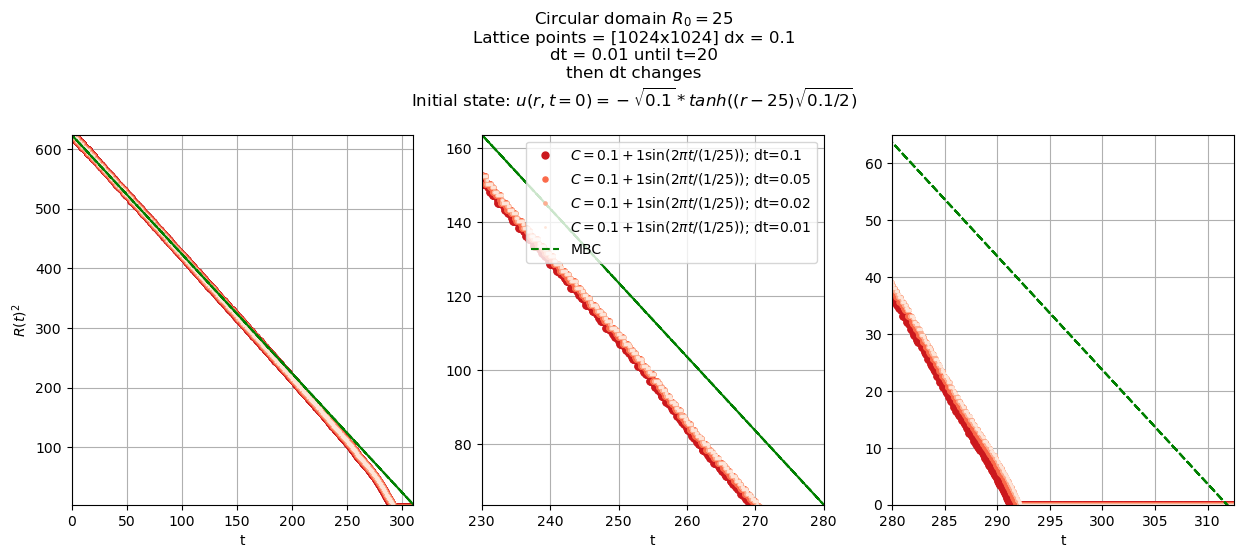 Circular domain $R_0 = 25$
Lattice points = [1024x1024] dx = 0.1
dt = 0.01 until t=20
then dt changes
Initial state: $u(r, t = 0) = -\sqrt{0.1} * tanh((r - 25)\sqrt{0.1/2})$
$R(t)^2$
600
500
400
300
200
100
0 50 100 150 200 250 300
t
160
140
120
100
80
230 240 250 260 270 280
t
$C = 0.1 + 1\sin(2\pi t/(1/25))$; dt=0.1
$C = 0.1 + 1\sin(2\pi t/(1/25))$; dt=0.05
$C = 0.1 + 1\sin(2\pi t/(1/25))$; dt=0.02
$C = 0.1 + 1\sin(2\pi t/(1/25))$; dt=0.01
MBC
60
50
40
30
20
10
0
280 285 290 295 300 305 310
t